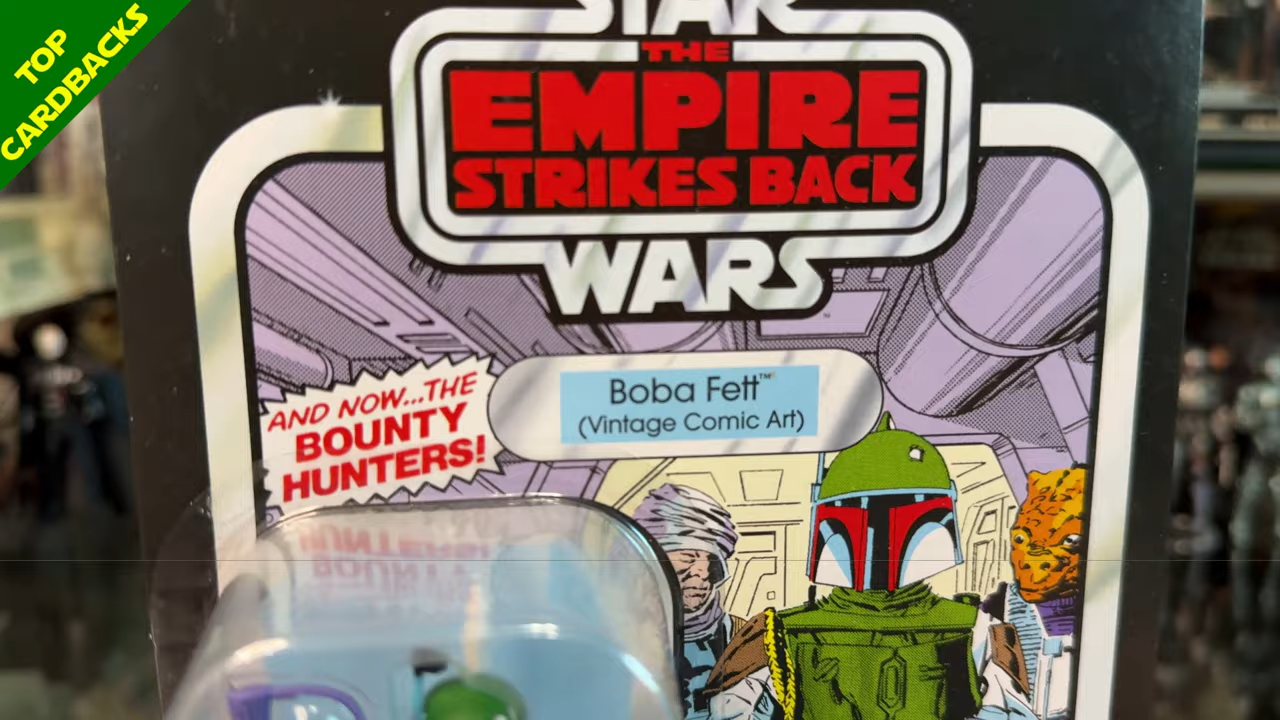 TOP
CARDBACKS
STAR
THE
EMPIRE
STRIKES BACK
WARS
AND NOW...THE
BOUNTY
HUNTERS!
Boba Fett™
(Vintage Comic Art)